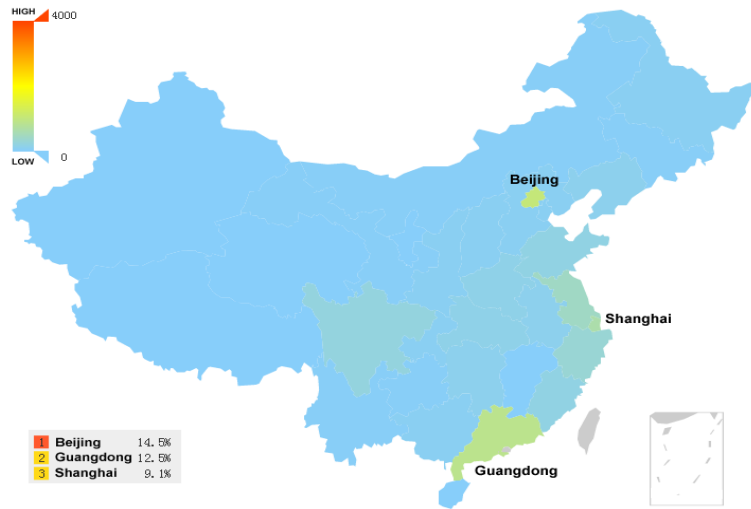 HIGH
4000
LOW
0
Beijing
Shanghai
Guangdong
1 Beijing 14.5%
2 Guangdong 12.5%
3 Shanghai 9.1%